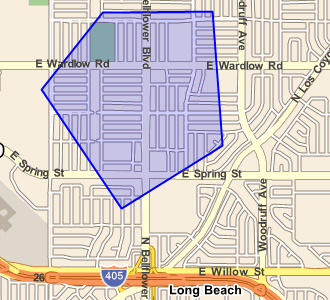 ellflower Blvd
druff Ave
E Wardlow Rd
E Wardlow Rd
N Los Coyo
E Spring St
E Spring St
Woodruff Ave
N Bellflower
26
405
E Willow St
Long Beach